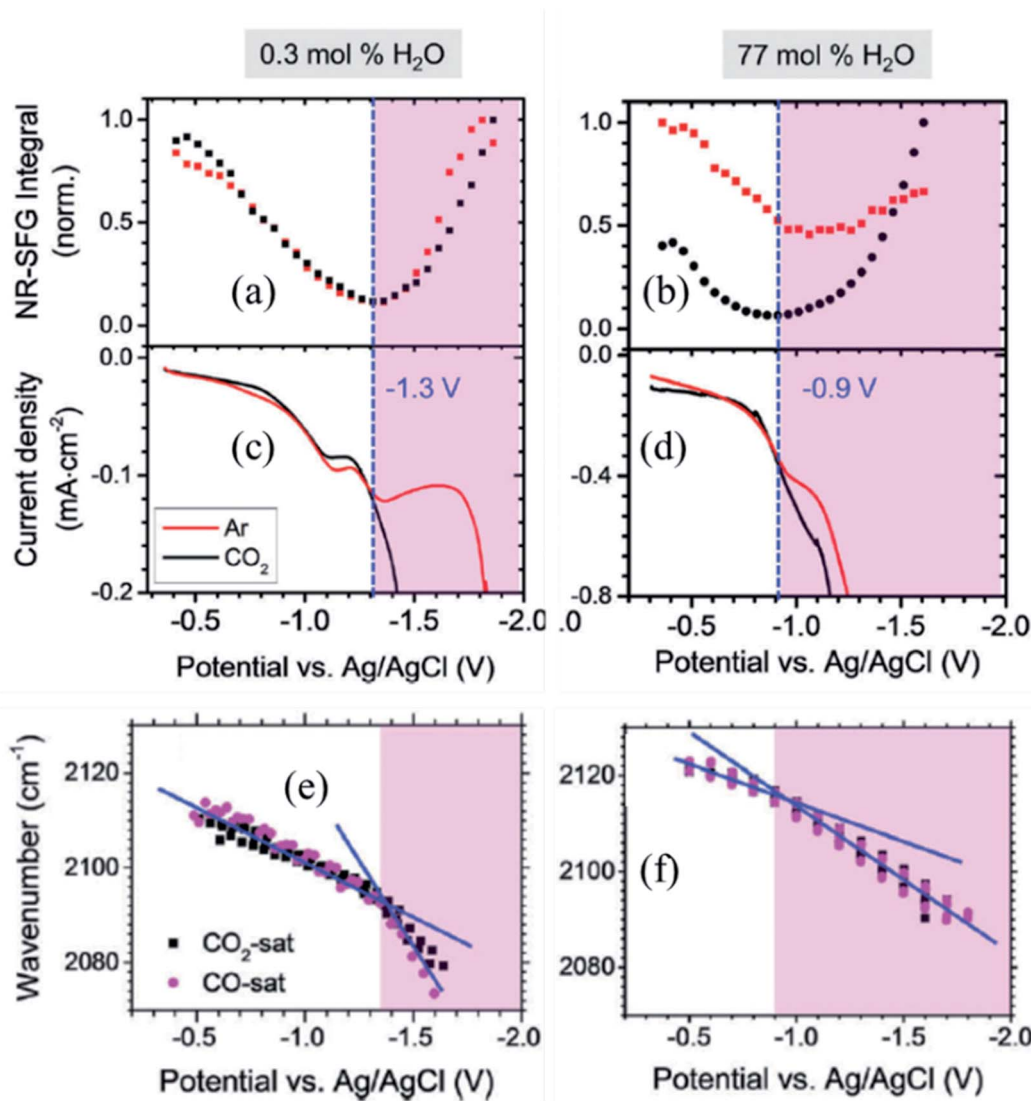 0.3 mol % H₂O
77 mol % H₂O
NR-SFG Integral
(norm.)
1.0
0.5
0.0
(a)
1.0
0.5
0.0
(b)
Current density
(mA·cm⁻²)
0.0
-0.1
-0.2
-1.3 V
(c)
Ar
CO₂
0.0
-0.4
-0.8
-0.9 V
(d)
-0.5 -1.0 -1.5 -2.0
.0 -0.5 -1.0 -1.5 -2.0
Potential vs. Ag/AgCl (V)
Potential vs. Ag/AgCl (V)
Wavenumber (cm⁻¹)
2120
2100
2080
(e)
CO₂-sat
CO-sat
2120
2100
2080
(f)
-0.5 -1.0 -1.5 -2.0
-0.5 -1.0 -1.5 -2.0
Potential vs. Ag/AgCl (V)
Potential vs. Ag/AgCl (V)